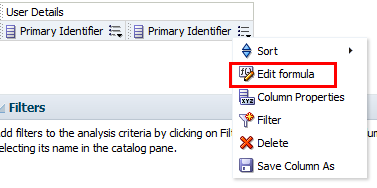 User Details
Primary Identifier Primary Identifier
Sort
Edit formula
Column Properties
Filter
Delete
Save Column As
Filters
dd filters to the analysis criteria by clicking on Filt
electing its name in the catalog pane.